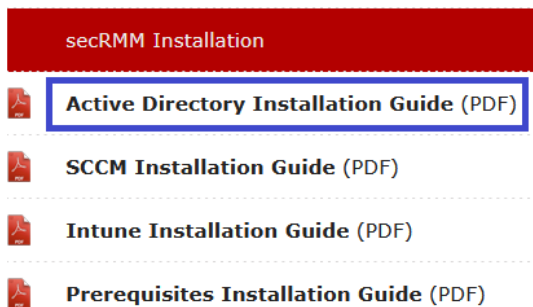 secRMM Installation
Active Directory Installation Guide (PDF)
SCCM Installation Guide (PDF)
Intune Installation Guide (PDF)
Prerequisites Installation Guide (PDF)